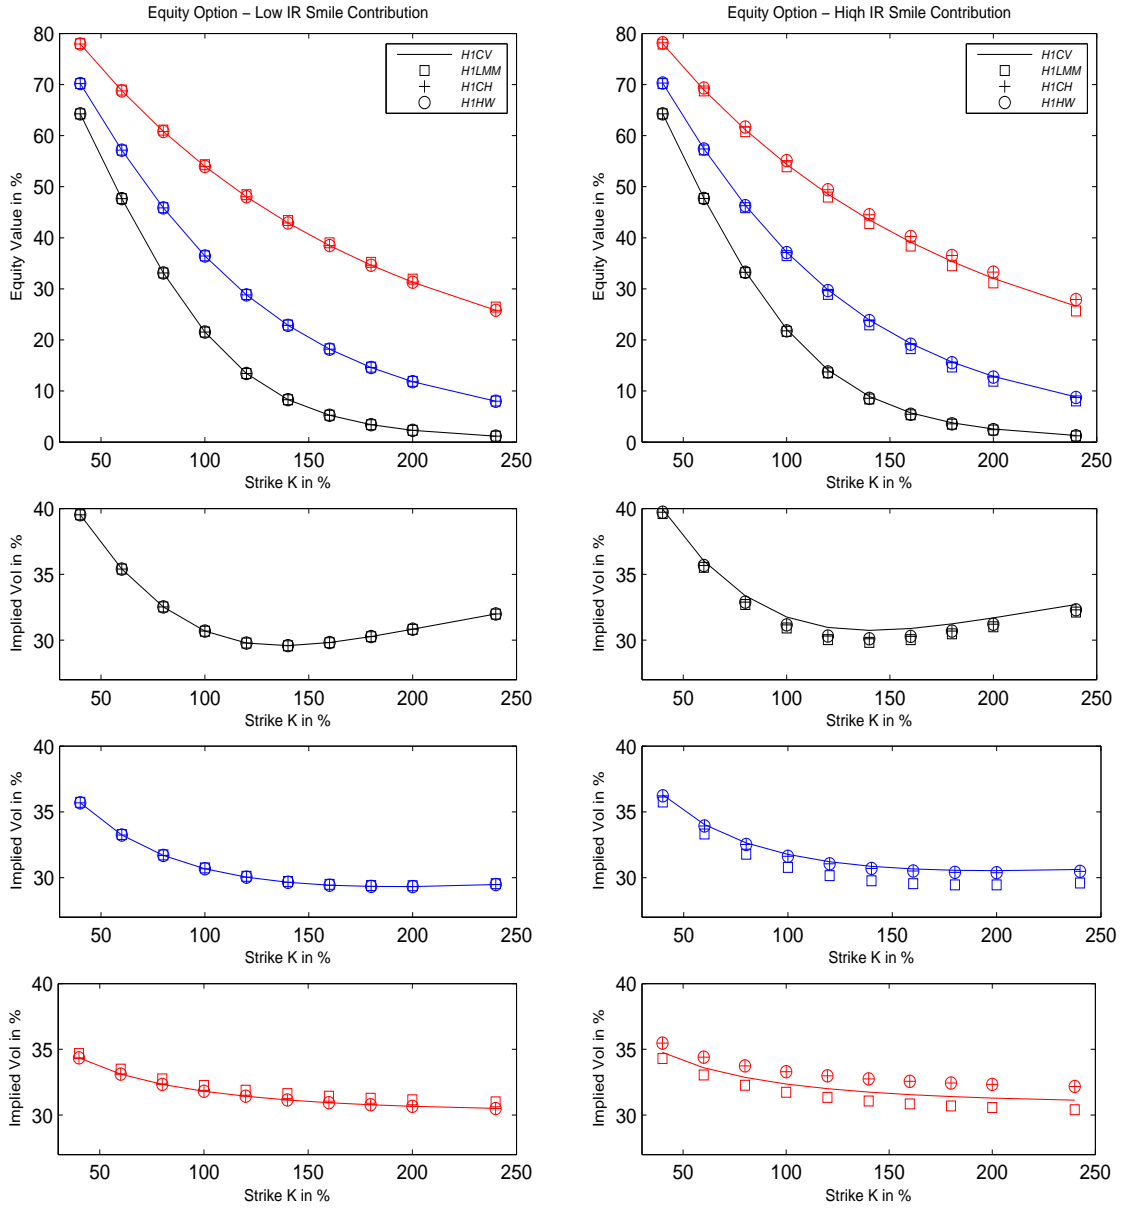 Equity Option – Low IR Smile Contribution
80
70
60
50
40
30
20
10
0
Equity Value in %
H1CV
H1LMM
H1CH
H1HW
50 100 150 200 250
Strike K in %
Equity Option – High IR Smile Contribution
80
70
60
50
40
30
20
10
0
Equity Value in %
H1CV
H1LMM
H1CH
H1HW
50 100 150 200 250
Strike K in %
40
35
30
Implied Vol in %
50 100 150 200 250
Strike K in %
40
35
30
Implied Vol in %
50 100 150 200 250
Strike K in %
40
35
30
Implied Vol in %
50 100 150 200 250
Strike K in %
40
35
30
Implied Vol in %
50 100 150 200 250
Strike K in %
40
35
30
Implied Vol in %
50 100 150 200 250
Strike K in %
40
35
30
Implied Vol in %
50 100 150 200 250
Strike K in %